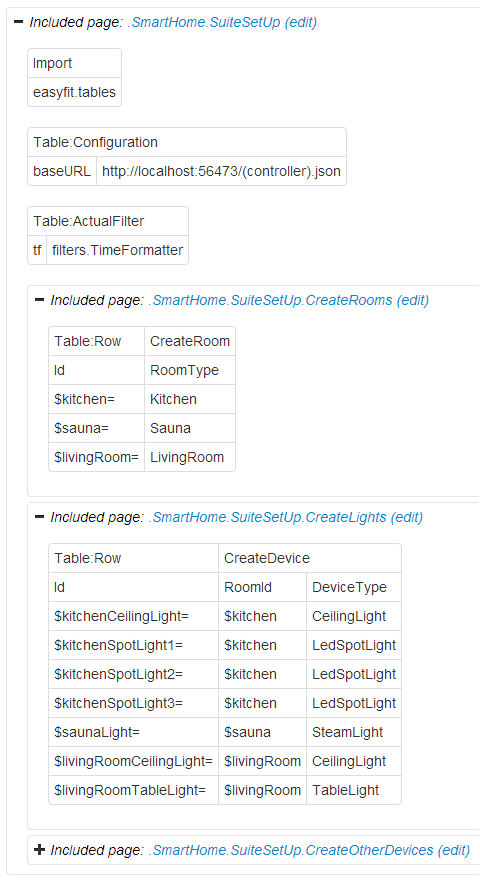 Included page: .SmartHome.SuiteSetUp (edit)
Import
easyfit.tables
Table:Configuration
baseURL http://localhost:56473/(controller).json
Table:ActualFilter
tf filters.TimeFormatter
Included page: .SmartHome.SuiteSetUp.CreateRooms (edit)
Table:Row CreateRoom
Id RoomType
$kitchen= Kitchen
$sauna= Sauna
$livingRoom= LivingRoom
Included page: .SmartHome.SuiteSetUp.CreateLights (edit)
Table:Row CreateDevice
Id RoomId DeviceType
$kitchenCeilingLight= $kitchen CeilingLight
$kitchenSpotLight1= $kitchen LedSpotLight
$kitchenSpotLight2= $kitchen LedSpotLight
$kitchenSpotLight3= $kitchen LedSpotLight
$saunaLight= $sauna SteamLight
$livingRoomCeilingLight= $livingRoom CeilingLight
$livingRoomTableLight= $livingRoom TableLight
Included page: .SmartHome.SuiteSetUp.CreateOtherDevices (edit)